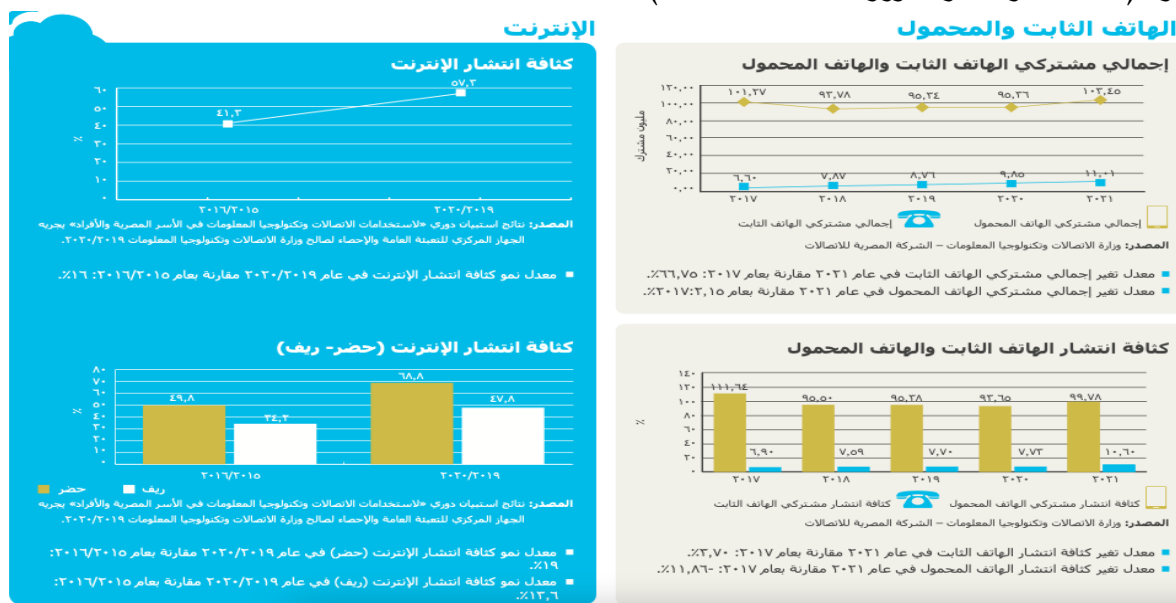 الهاتف الثابت والمحمول
إجمالي مشتركي الهاتف الثابت والهاتف المحمول
مليون مشترك
١٢٠,٠٠
١٠٠,٠٠
٨٠,٠٠
٦٠,٠٠
٤٠,٠٠
٢٠,٠٠
٠,٠٠
١٠١,٢٧ ٩٣,٧٨ ٩٥,٣٤ ٩٥,٣٦ ١٠٣,٤٥
٦,٦٠ ٧,٨٧ ٨,٧٦ ٩,٨٥ ١١,٠١
٢٠١٧ ٢٠١٨ ٢٠١٩ ٢٠٢٠ ٢٠٢١
إجمالي مشتركي الهاتف المحمول إجمالي مشتركي الهاتف الثابت
المصدر: وزارة الاتصالات وتكنولوجيا المعلومات – الشركة المصرية للاتصالات
معدل تغير إجمالي مشتركي الهاتف الثابت في عام ٢٠٢١ مقارنة بعام ٢٠١٧: ٦٦,٧٥٪.
معدل تغير إجمالي مشتركي الهاتف المحمول في عام ٢٠٢١ مقارنة بعام ٢٠١٧:٢,١٥٪.
كثافة انتشار الهاتف الثابت والهاتف المحمول
٪
١٤٠
١٢٠
١٠٠
٨٠
٦٠
٤٠
٢٠
٠
١١١,٦٤ ٩٥,٥٠ ٩٥,٣٨ ٩٣,٦٥ ٩٩,٧٨
٦,٩٠ ٧,٥٩ ٧,٧٠ ٧,٧٣ ١٠,٦٠
٢٠١٧ ٢٠١٨ ٢٠١٩ ٢٠٢٠ ٢٠٢١
كثافة انتشار مشتركي الهاتف المحمول كثافة انتشار مشتركي الهاتف الثابت
المصدر: وزارة الاتصالات وتكنولوجيا المعلومات – الشركة المصرية للاتصالات
معدل تغير كثافة انتشار الهاتف الثابت في عام ٢٠٢١ مقارنة بعام ٢٠١٧: ٣,٧٠٪.
معدل تغير كثافة انتشار الهاتف المحمول في عام ٢٠٢١ مقارنة بعام ٢٠١٧: -١١,٨٦٪.
الإنترنت
كثافة انتشار الإنترنت
٪
٦٠
٥٠
٤٠
٣٠
٢٠
١٠
٠
٤١,٣ ٥٧,٣
٢٠١٦/٢٠١٥ ٢٠٢٠/٢٠١٩
المصدر: نتائج استبيان دوري «لاستخدامات الاتصالات وتكنولوجيا المعلومات في الأسر المصرية والأفراد» يجريه
الجهاز المركزي للتعبئة العامة والإحصاء لصالح وزارة الاتصالات وتكنولوجيا المعلومات ٢٠٢٠/٢٠١٩.
معدل نمو كثافة انتشار الإنترنت في عام ٢٠٢٠/٢٠١٩ مقارنة بعام ٢٠١٦/٢٠١٥: ١٦٪.
كثافة انتشار الإنترنت (حضر- ريف)
٪
٨٠
٧٠
٦٠
٥٠
٤٠
٣٠
٢٠
١٠
٠
٤٩,٨ ٣٤,٢ ٦٨,٨ ٤٧,٨
٢٠١٦/٢٠١٥ ٢٠٢٠/٢٠١٩
ريف حضر
المصدر: نتائج استبيان دوري «لاستخدامات الاتصالات وتكنولوجيا المعلومات في الأسر المصرية والأفراد» يجريه
الجهاز المركزي للتعبئة العامة والإحصاء لصالح وزارة الاتصالات وتكنولوجيا المعلومات ٢٠٢٠/٢٠١٩.
معدل نمو كثافة انتشار الإنترنت (حضر) في عام ٢٠٢٠/٢٠١٩ مقارنة بعام ٢٠١٦/٢٠١٥:
١٩٪.
معدل نمو كثافة انتشار الإنترنت (ريف) في عام ٢٠٢٠/٢٠١٩ مقارنة بعام ٢٠١٦/٢٠١٥:
١٣,٦٪.